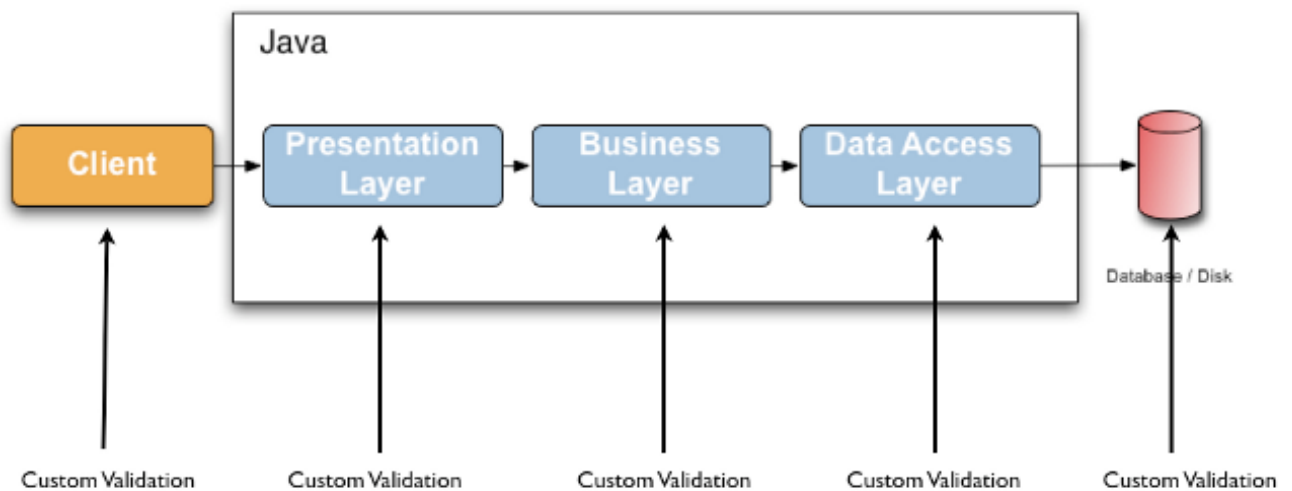 Java
Client
Presentation
Layer
Business
Layer
Data Access
Layer
Database / Disk
Custom Validation
Custom Validation
Custom Validation
Custom Validation
Custom Validation